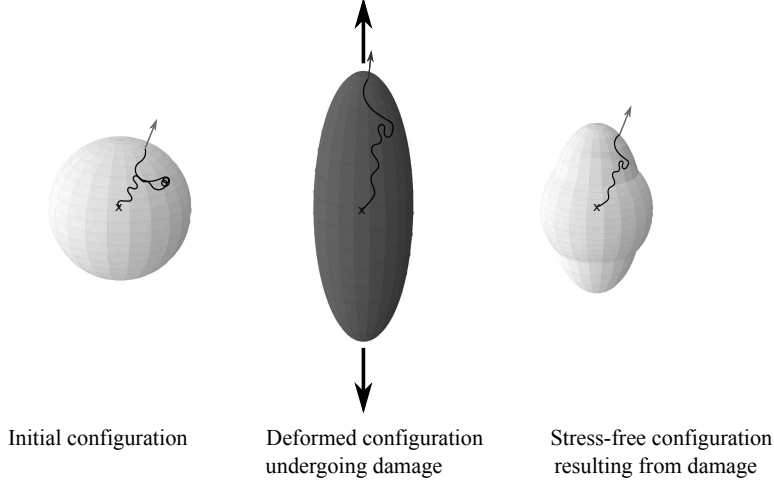 x
x
x
Initial configuration
Deformed configuration
undergoing damage
Stress-free configuration
resulting from damage